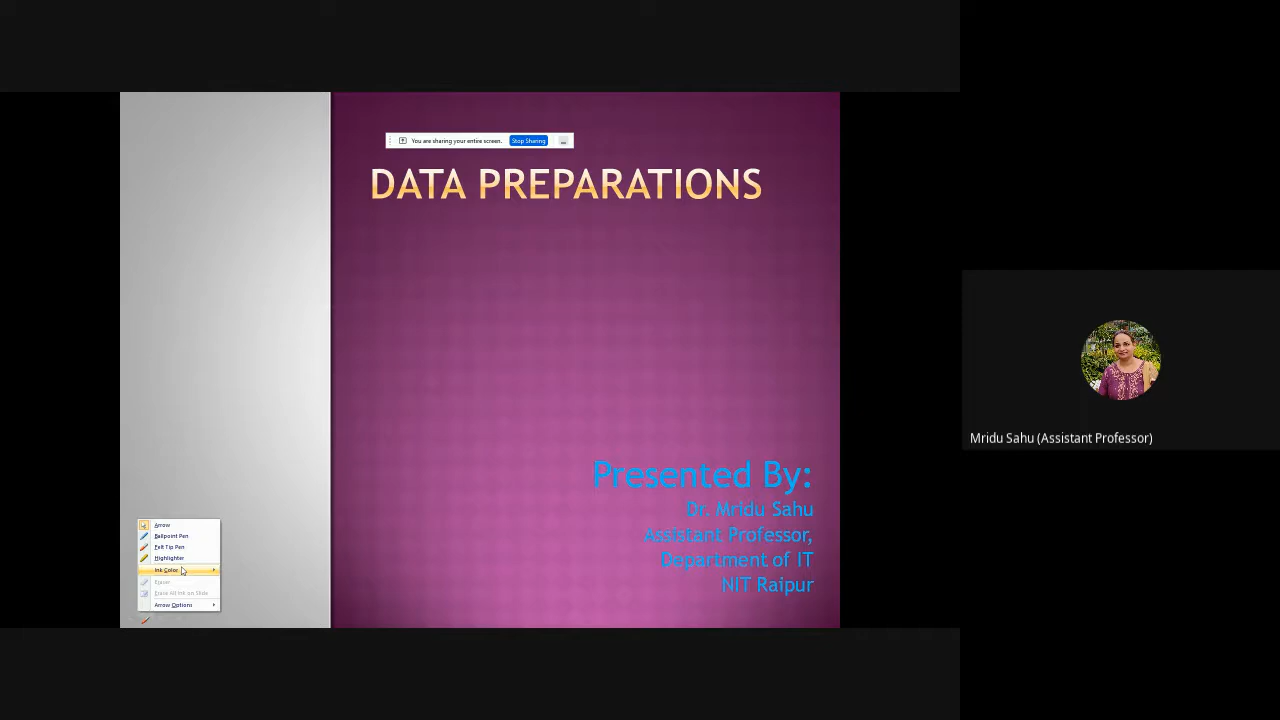 You are sharing your entire screen.
Stop Sharing
DATA PREPARATIONS
Presented By:
Dr. Mridu Sahu
Assistant Professor,
Department of IT
NIT Raipur
Arrow
Ballpoint Pen
Felt Tip Pen
Highlighter
Ink Color
Eraser
Erase All Ink on Slide
Arrow Options
Mridu Sahu (Assistant Professor)